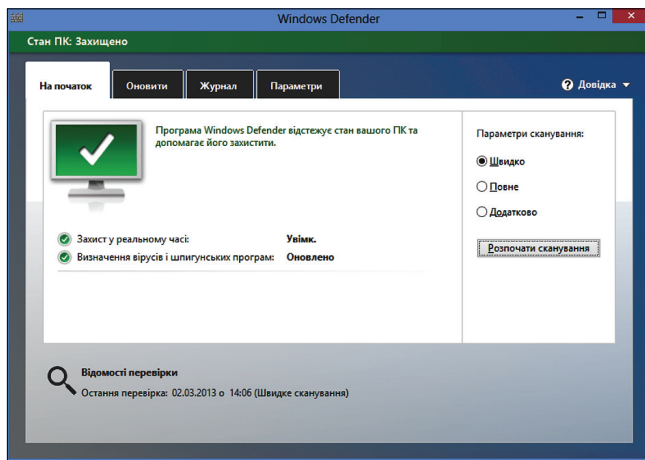 Windows Defender
Стан ПК: Захищено
На початок Оновити Журнал Параметри Довідка
Програма Windows Defender відстежує стан вашого ПК та
допомагає його захистити.
Захист у реальному часі: Увімк.
Визначення вірусів і шпигунських програм: Оновлено
Параметри сканування:
Швидко
Повне
Додатково
Розпочати сканування
Відомості перевірки
Остання перевірка: 02.03.2013 о 14:06 (Швидке сканування)